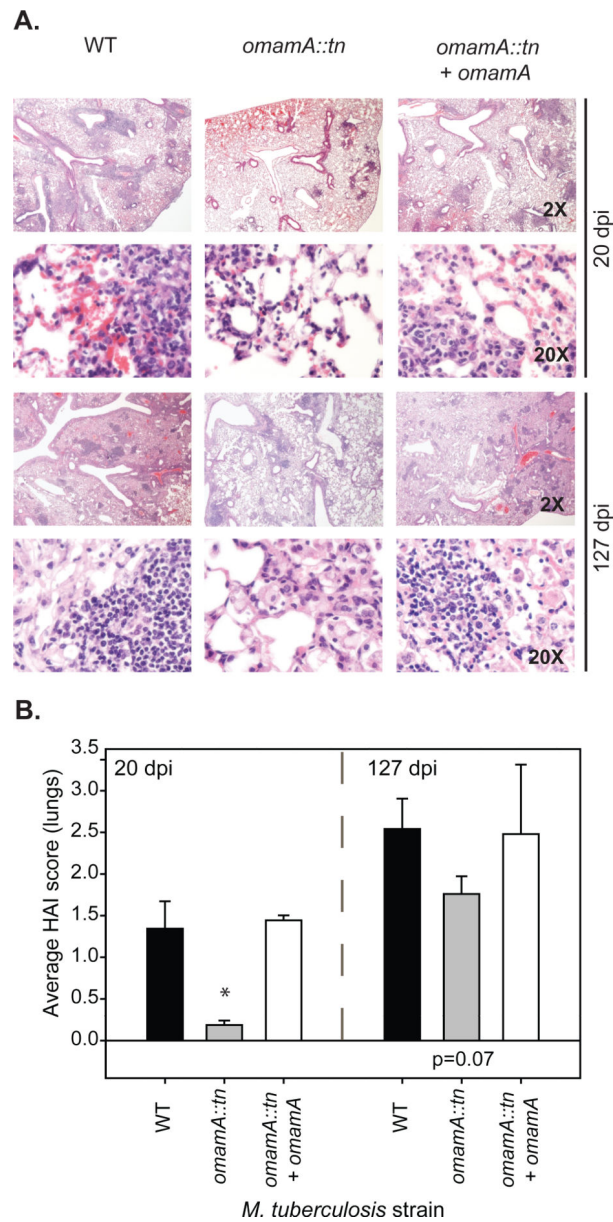 A.
WT
omamA::tn
omamA::tn
+ omamA
2X
20X
20 dpi
2X
20X
127 dpi
B.
Average HAI score (lungs)
3.5
3.0
2.5
2.0
1.5
1.0
0.5
0.0
20 dpi
127 dpi
*
p=0.07
WT
omamA::tn
omamA::tn
+ omamA
WT
omamA::tn
omamA::tn
+ omamA
M. tuberculosis strain